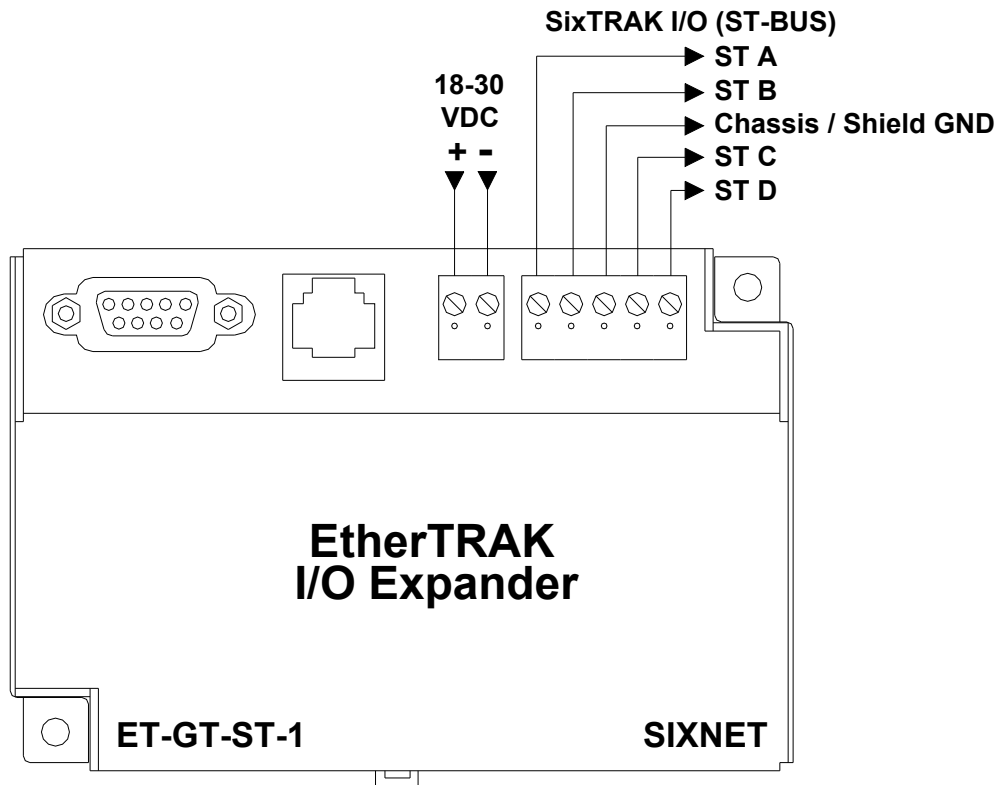 SixTRAK I/O (ST-BUS)
ST A
ST B
Chassis / Shield GND
ST C
ST D
18-30
VDC
+ -
EtherTRAK
I/O Expander
ET-GT-ST-1
SIXNET